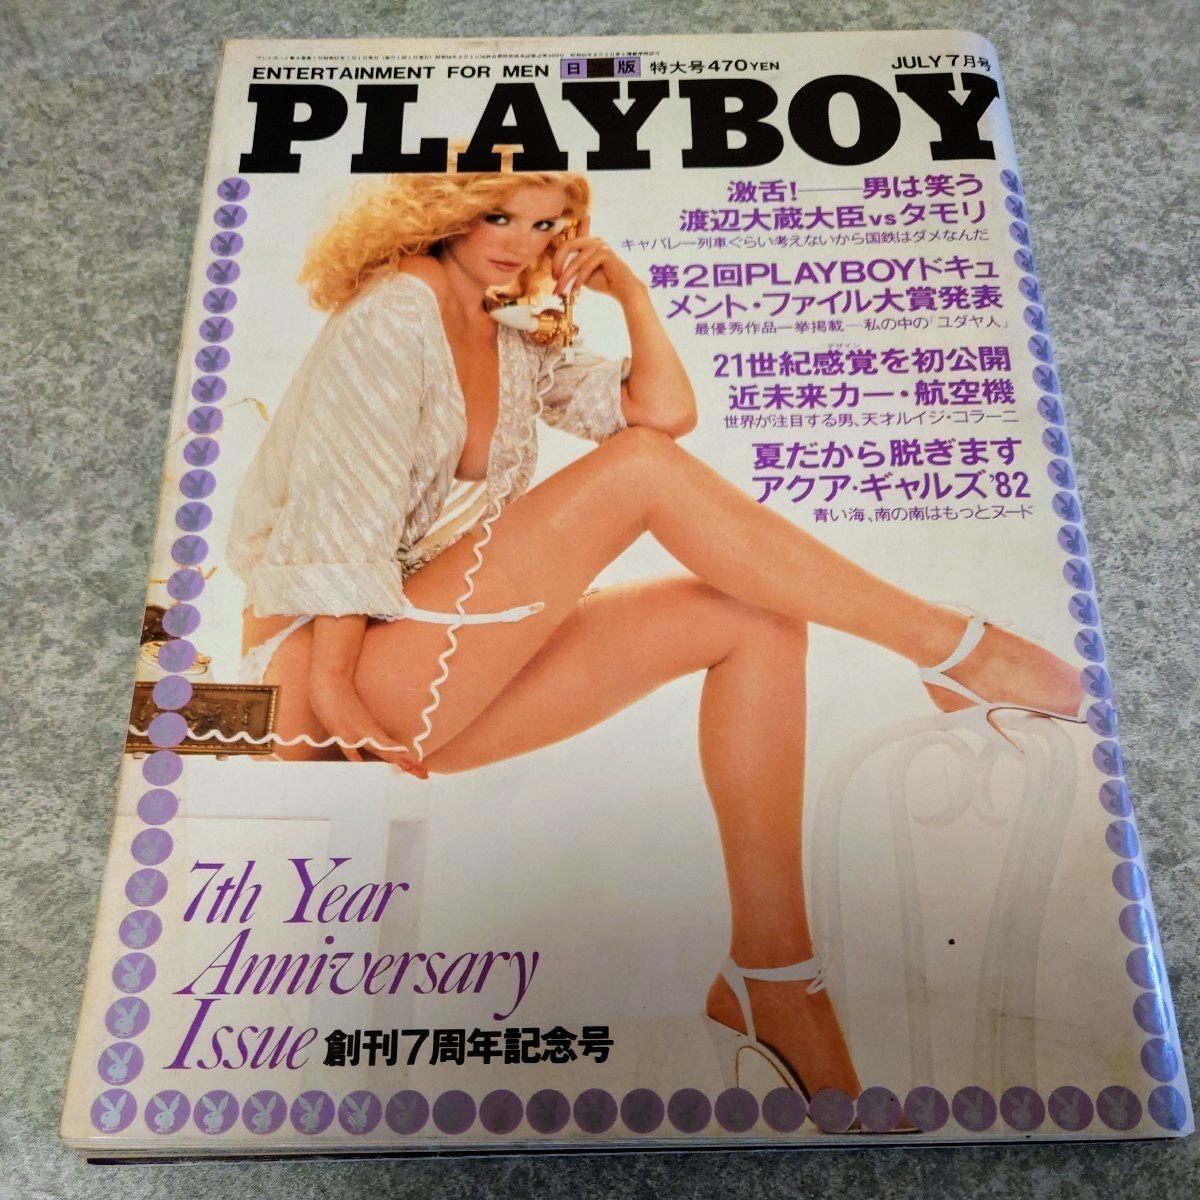 ENTERTAINMENT FOR MEN 日本版 特大号470YEN JULY 7月号
PLAYBOY
激舌!──男は笑う
渡辺大蔵大臣vsタモリ
キャバレー列車ぐらい考えないから国鉄はダメなんだ
第2回PLAYBOYドキュ
メント・ファイル大賞発表
最優秀作品一挙掲載─私の中の「ユダヤ人」
デザイン
21世紀感覚を初公開
近未来カー・航空機
世界が注目する男、天才ルイジ・コラーニ
夏だから脱ぎます
アクア・ギャルズ'82
青い海、南の南はもっとヌード
7th Year
Anniversary
Issue 創刊7周年記念号